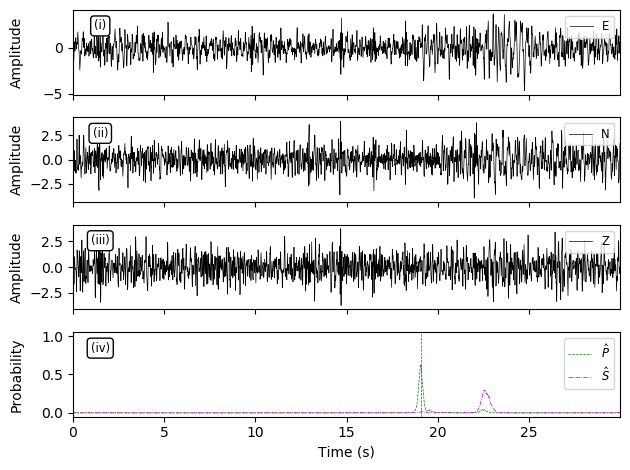 (i)
E
Amplitude
0
−5
(ii)
N
Amplitude
2.5
0.0
−2.5
(iii)
Z
Amplitude
2.5
0.0
−2.5
(iv)
Probability
1.0
0.5
0.0
P̂
Ŝ
0 5 10 15 20 25
Time (s)